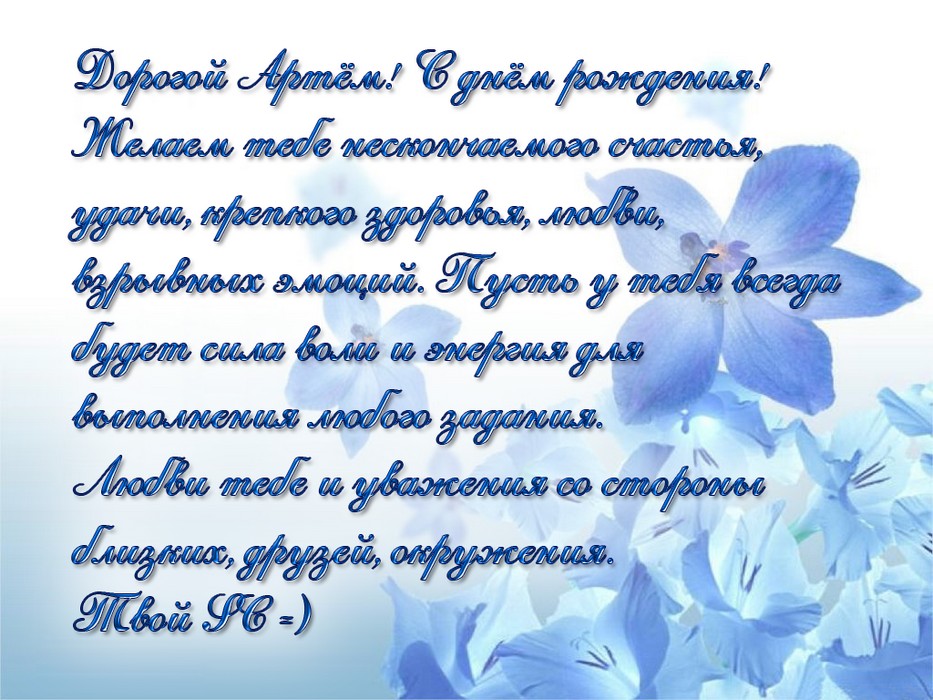 Дорогой Артём! С днём рождения!
Желаем тебе нескончаемого счастья,
удачи, крепкого здоровья, любви,
взрывных эмоций. Пусть у тебя всегда
будет сила воли и энергия для
выполнения любого задания.
Любви тебе и уважения со стороны
близких, друзей, окружения.
Твой =)